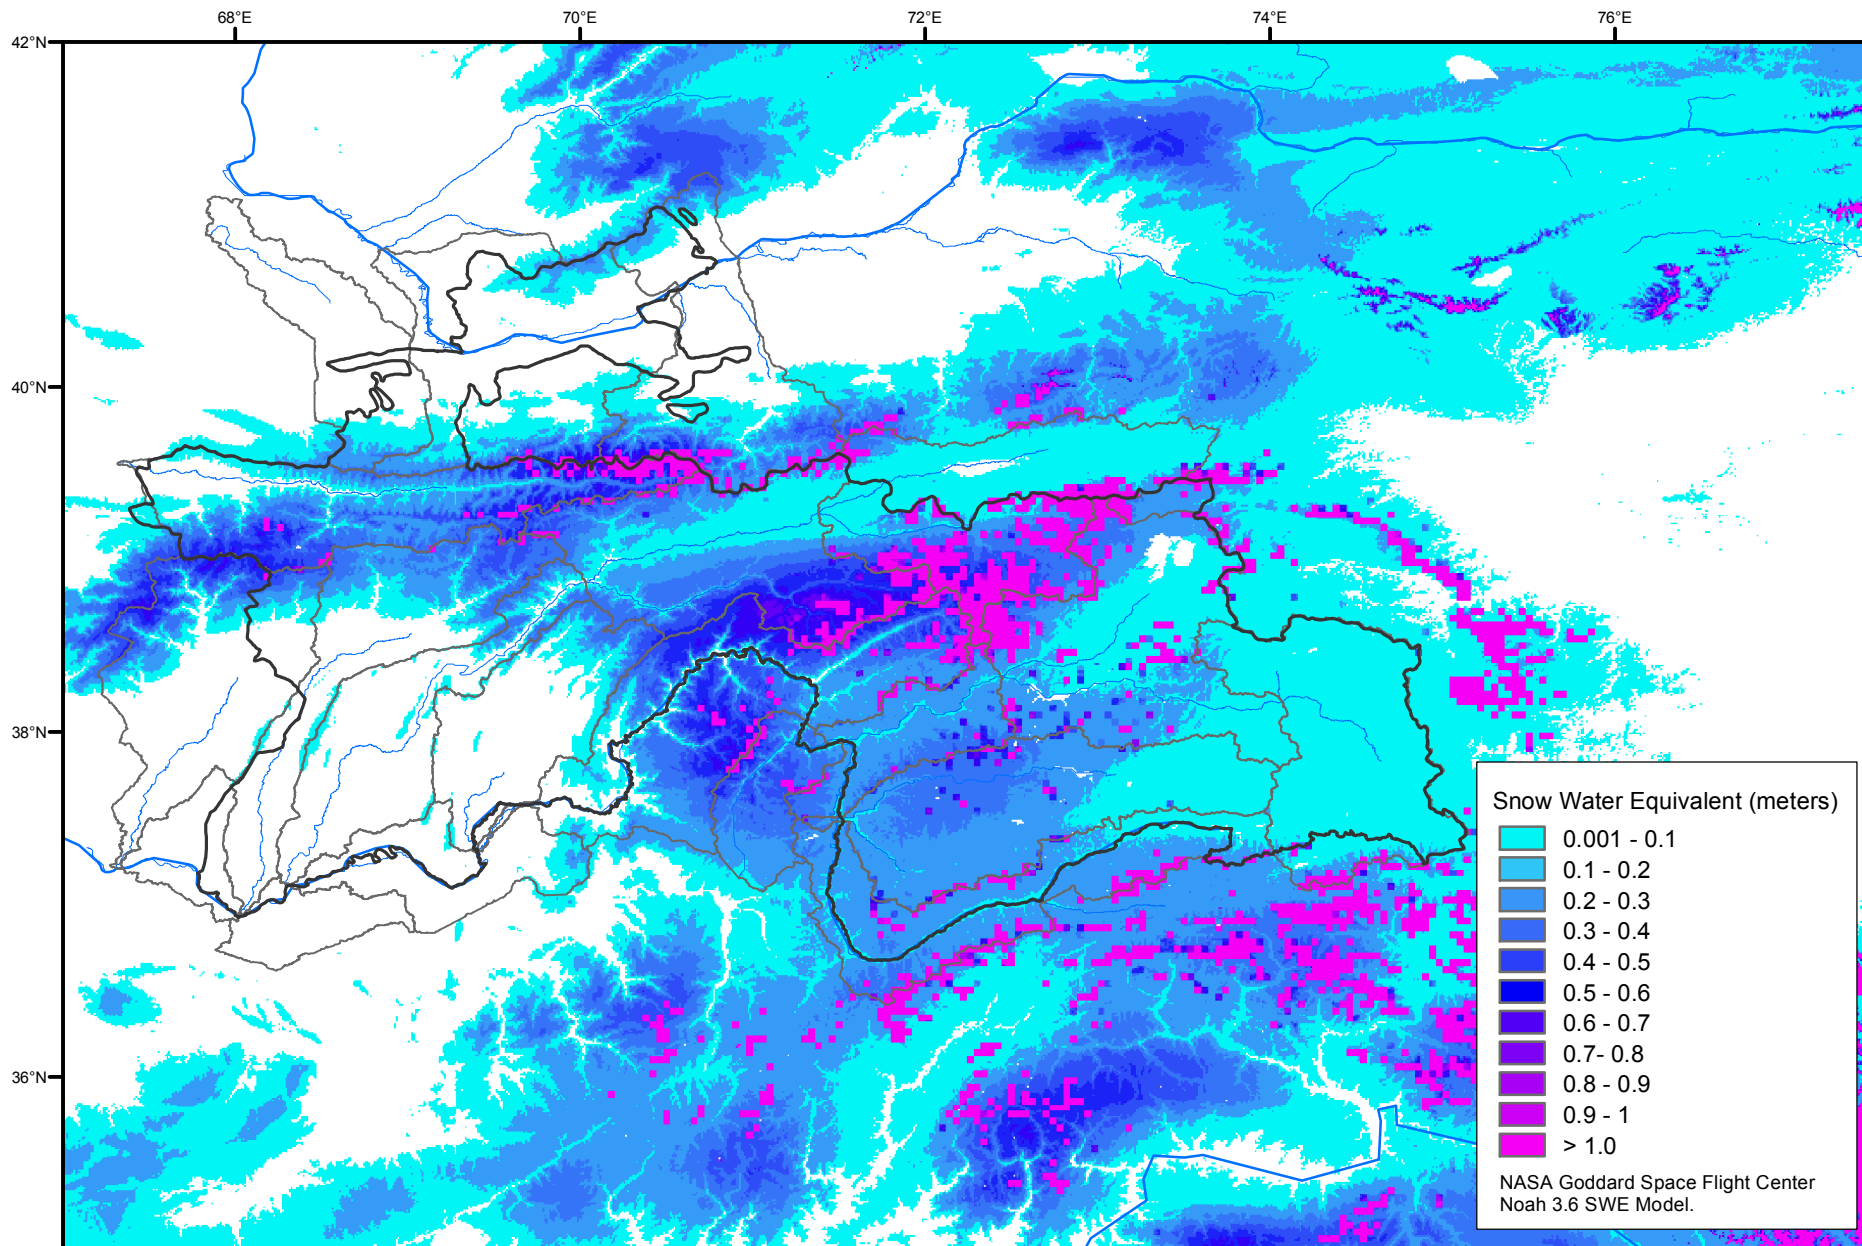 68°E 70°E 72°E 74°E 76°E
42°N
40°N
38°N
36°N
Snow Water Equivalent (meters)
0.001 - 0.1
0.1 - 0.2
0.2 - 0.3
0.3 - 0.4
0.4 - 0.5
0.5 - 0.6
0.6 - 0.7
0.7- 0.8
0.8 - 0.9
0.9 - 1
> 1.0
NASA Goddard Space Flight Center
Noah 3.6 SWE Model.